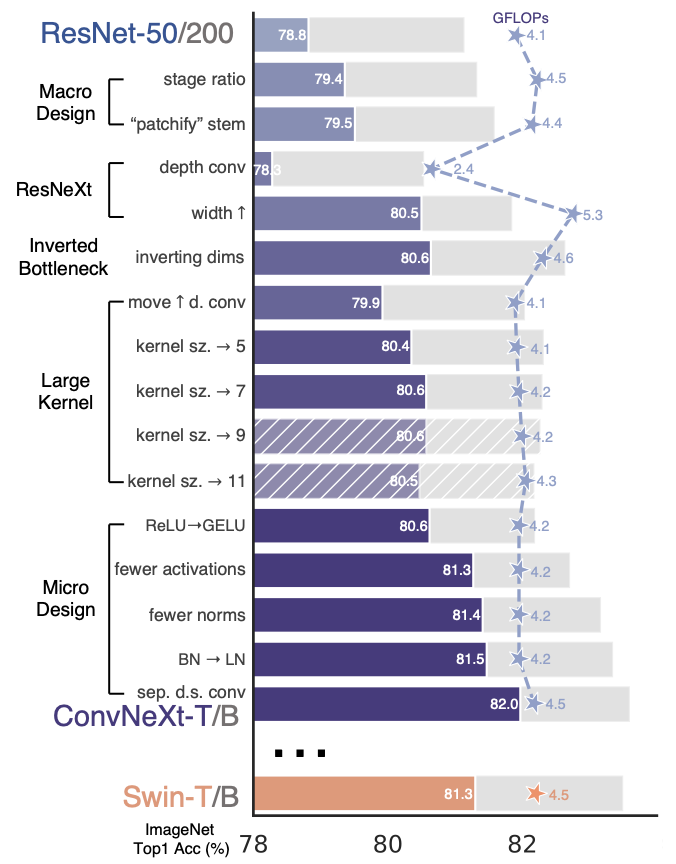 GFLOPs
ResNet-50/200 78.8 4.1
Macro Design
stage ratio 79.4 4.5
"patchify" stem 79.5 4.4
ResNeXt
depth conv 78.3 2.4
width ↑ 80.5 5.3
Inverted Bottleneck
inverting dims 80.6 4.6
Large Kernel
move ↑ d. conv 79.9 4.1
kernel sz. → 5 80.4 4.1
kernel sz. → 7 80.6 4.2
kernel sz. → 9 80.6 4.2
kernel sz. → 11 80.5 4.3
Micro Design
ReLU→GELU 80.6 4.2
fewer activations 81.3 4.2
fewer norms 81.4 4.2
BN → LN 81.5 4.2
sep. d.s. conv
ConvNeXt-T/B 82.0 4.5
. . .
Swin-T/B 81.3 4.5
ImageNet
Top1 Acc (%) 78 80 82